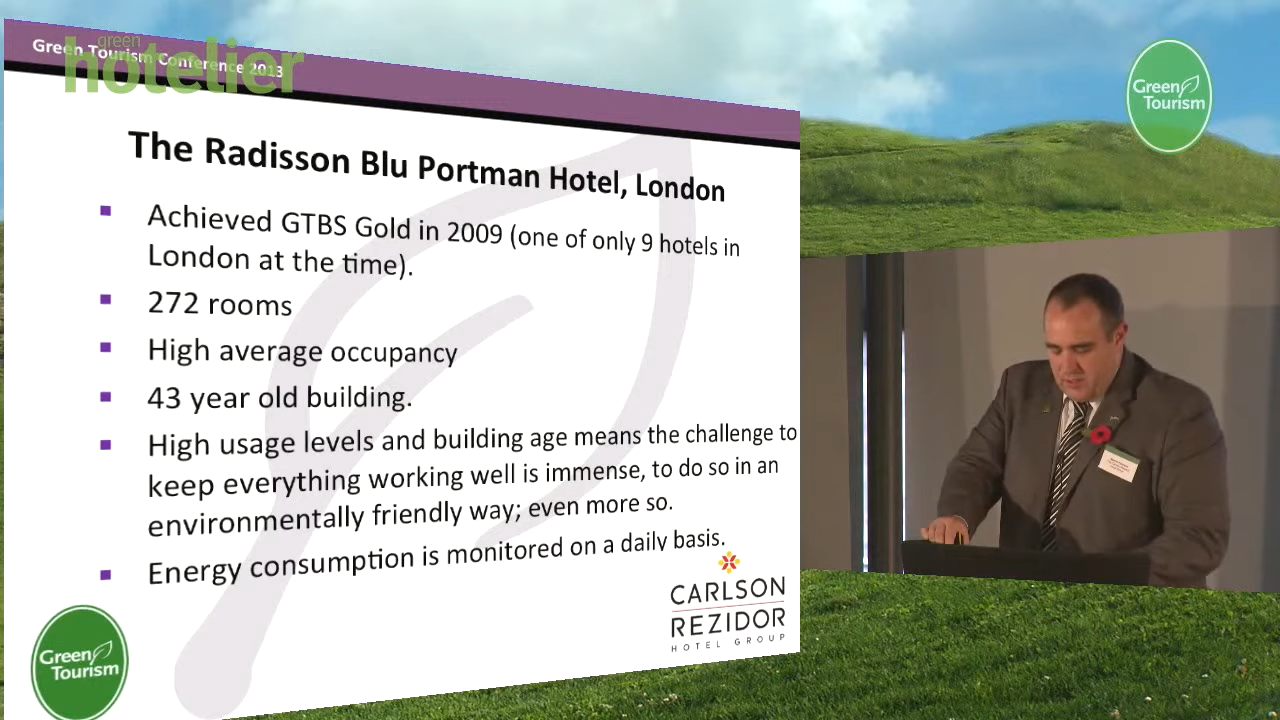 Green Tourism Conference 2013
green
hotelier
Green
Tourism
The Radisson Blu Portman Hotel, London
Achieved GTBS Gold in 2009 (one of only 9 hotels in
London at the time).
272 rooms
High average occupancy
43 year old building.
High usage levels and building age means the challenge to
keep everything working well is immense, to do so in an
environmentally friendly way; even more so.
Energy consumption is monitored on a daily basis.
CARLSON
REZIDOR
HOTEL GROUP
Green
Tourism